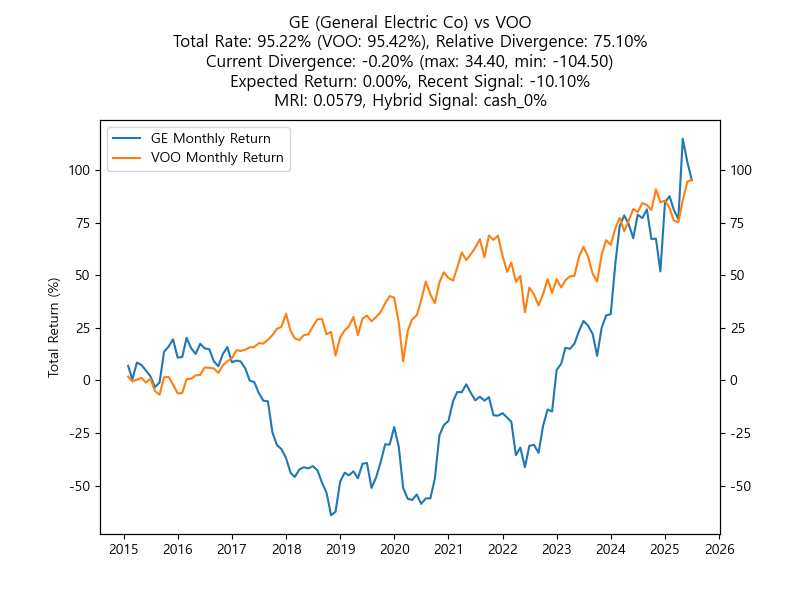 GE (General Electric Co) vs VOO
Total Rate: 95.22% (VOO: 95.42%), Relative Divergence: 75.10%
Current Divergence: -0.20% (max: 34.40, min: -104.50)
Expected Return: 0.00%, Recent Signal: -10.10%
MRI: 0.0579, Hybrid Signal: cash_0%
GE Monthly Return
VOO Monthly Return
Total Return (%)
100
75
50
25
0
-25
-50
100
75
50
25
0
-25
-50
2015 2016 2017 2018 2019 2020 2021 2022 2023 2024 2025 2026